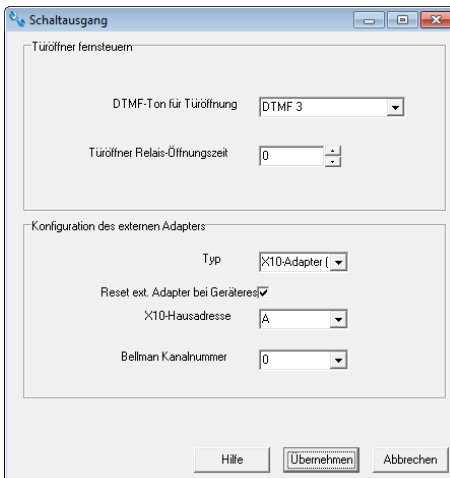 Schaltausgang
Türöffner fernsteuern
DTMF-Ton für Türöffnung DTMF 3
Türöffner Relais-Öffnungszeit 0
Konfiguration des externen Adapters
Typ X10-Adapter (
Reset ext. Adapter bei Geräteres
X10-Hausadresse A
Bellman Kanalnummer 0
Hilfe Übernehmen Abbrechen